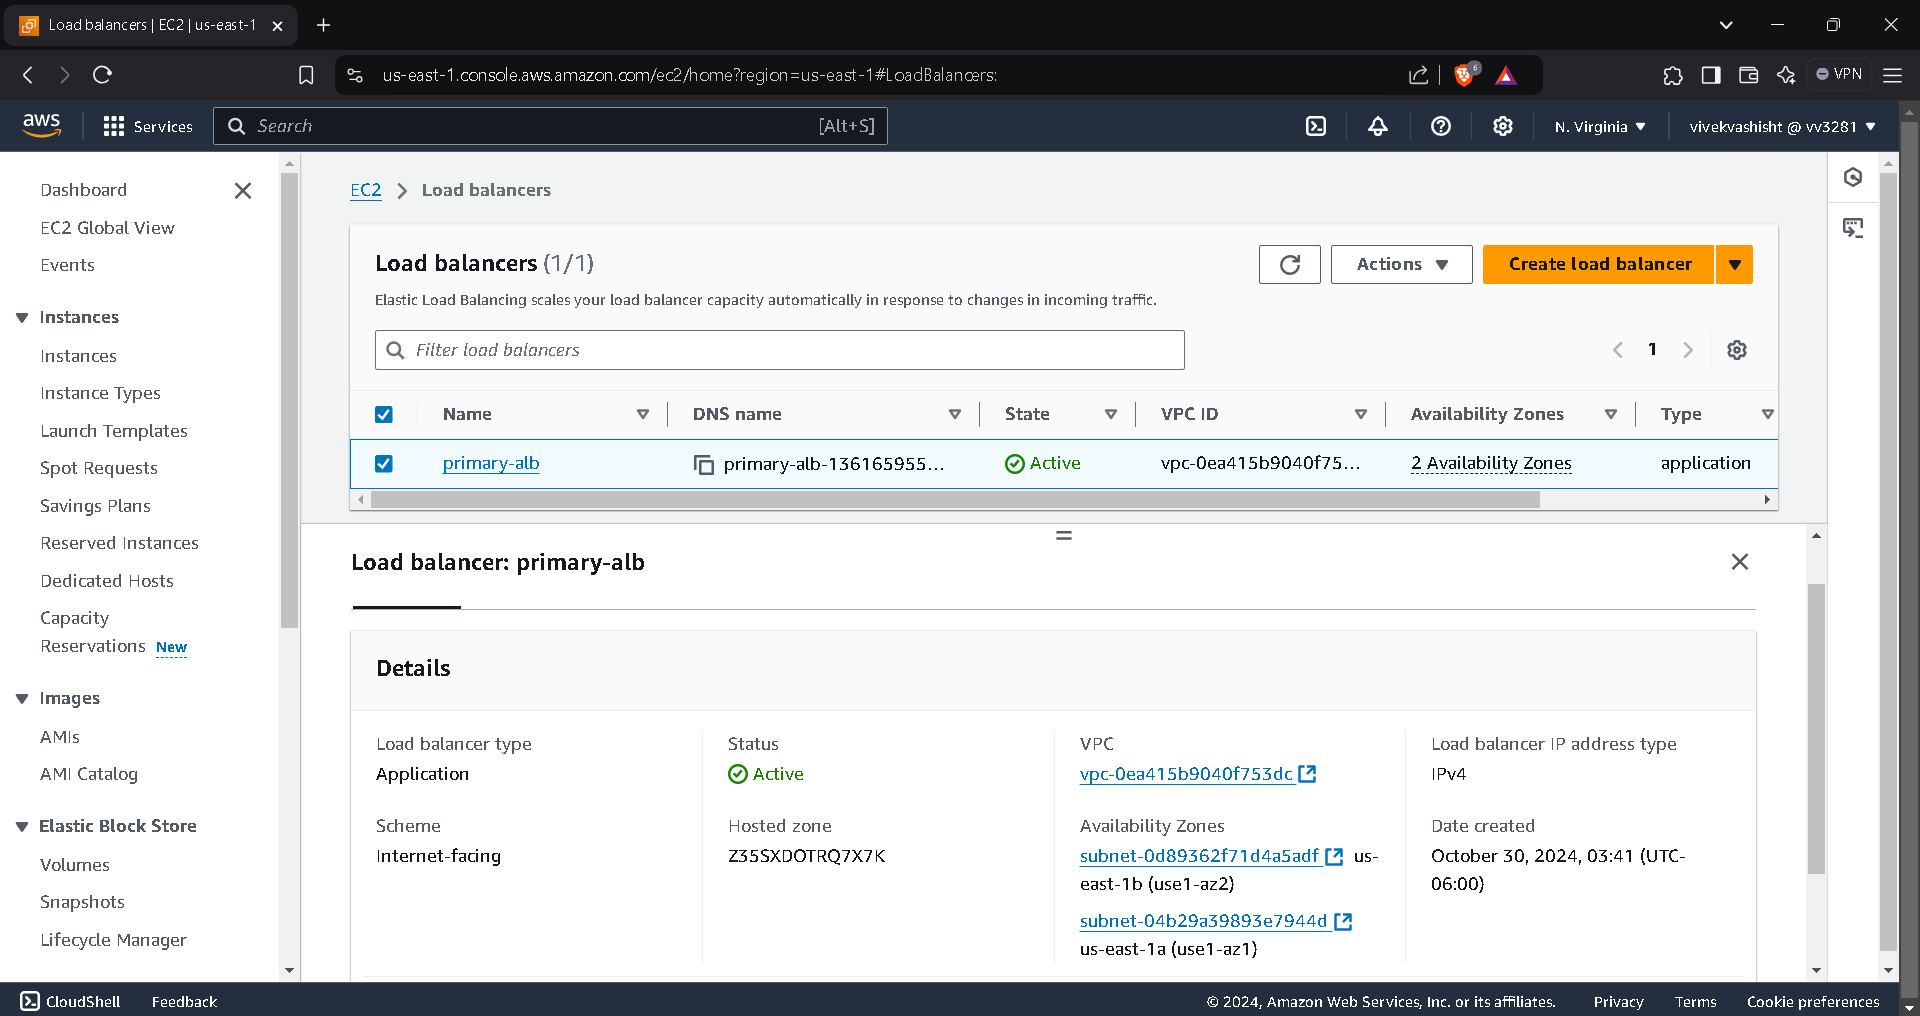 Load balancers | EC2 | us-east-1
us-east-1.console.aws.amazon.com/ec2/home?region=us-east-1#LoadBalancers:
6
VPN
aws
Services
Search
[Alt+S]
N. Virginia
vivekvashisht @ vv3281
Dashboard
EC2 Global View
Events
Instances
Instances
Instance Types
Launch Templates
Spot Requests
Savings Plans
Reserved Instances
Dedicated Hosts
Capacity
Reservations New
Images
AMIs
AMI Catalog
Elastic Block Store
Volumes
Snapshots
Lifecycle Manager
EC2 > Load balancers
Load balancers (1/1)
Actions
Create load balancer
Elastic Load Balancing scales your load balancer capacity automatically in response to changes in incoming traffic.
Filter load balancers
1
Name DNS name State VPC ID Availability Zones Type
primary-alb primary-alb-136165955... Active vpc-0ea415b9040f75... 2 Availability Zones application
Load balancer: primary-alb
Details
Load balancer type
Application
Status
Active
VPC
vpc-0ea415b9040f753dc
Load balancer IP address type
IPv4
Scheme
Internet-facing
Hosted zone
Z35SXDOTRQ7X7K
Availability Zones
subnet-0d89362f71d4a5adf us-
east-1b (use1-az2)
subnet-04b29a39893e7944d
us-east-1a (use1-az1)
Date created
October 30, 2024, 03:41 (UTC-
06:00)
CloudShell
Feedback
© 2024, Amazon Web Services, Inc. or its affiliates.
Privacy
Terms
Cookie preferences